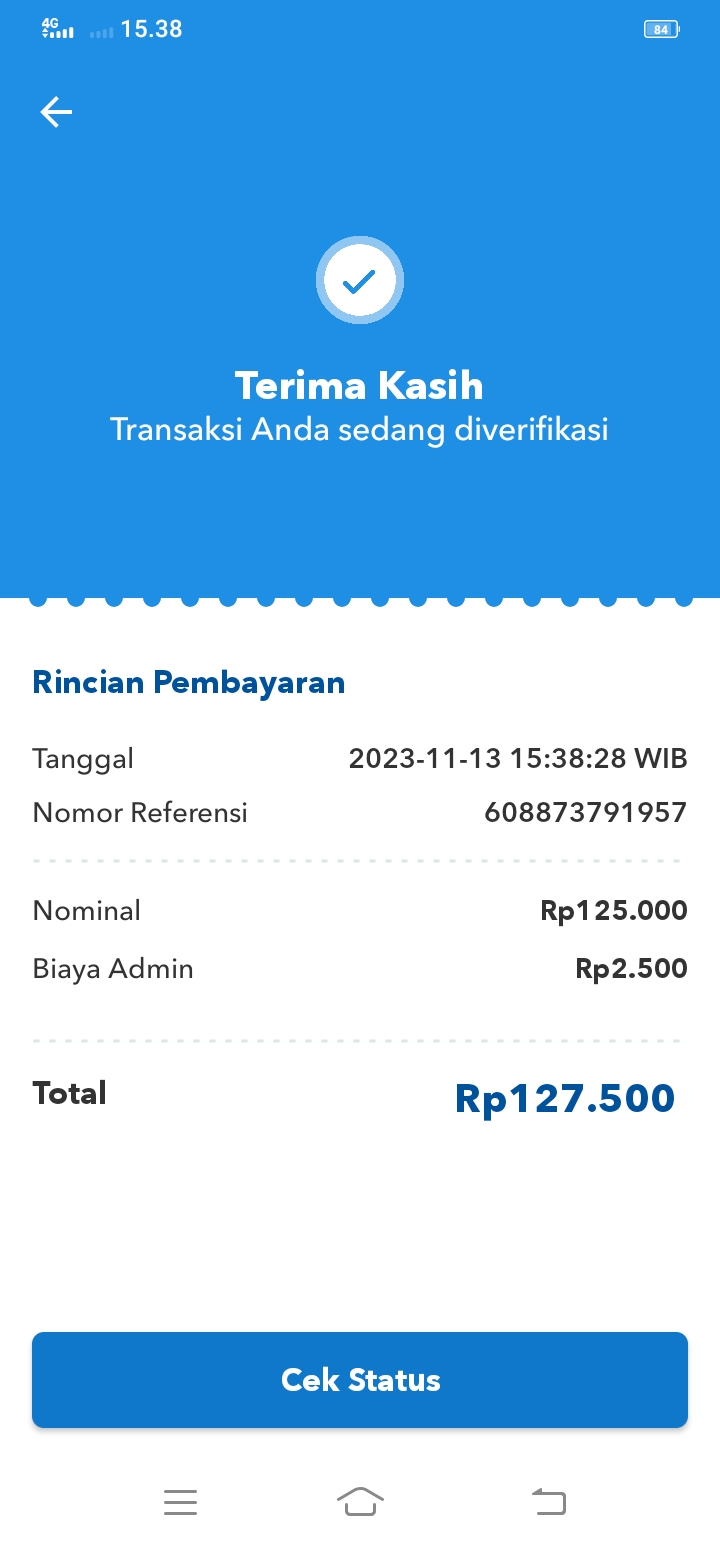 4G 15.38 84
Terima Kasih
Transaksi Anda sedang diverifikasi
Rincian Pembayaran
Tanggal 2023-11-13 15:38:28 WIB
Nomor Referensi 608873791957
Nominal Rp125.000
Biaya Admin Rp2.500
Total Rp127.500
Cek Status